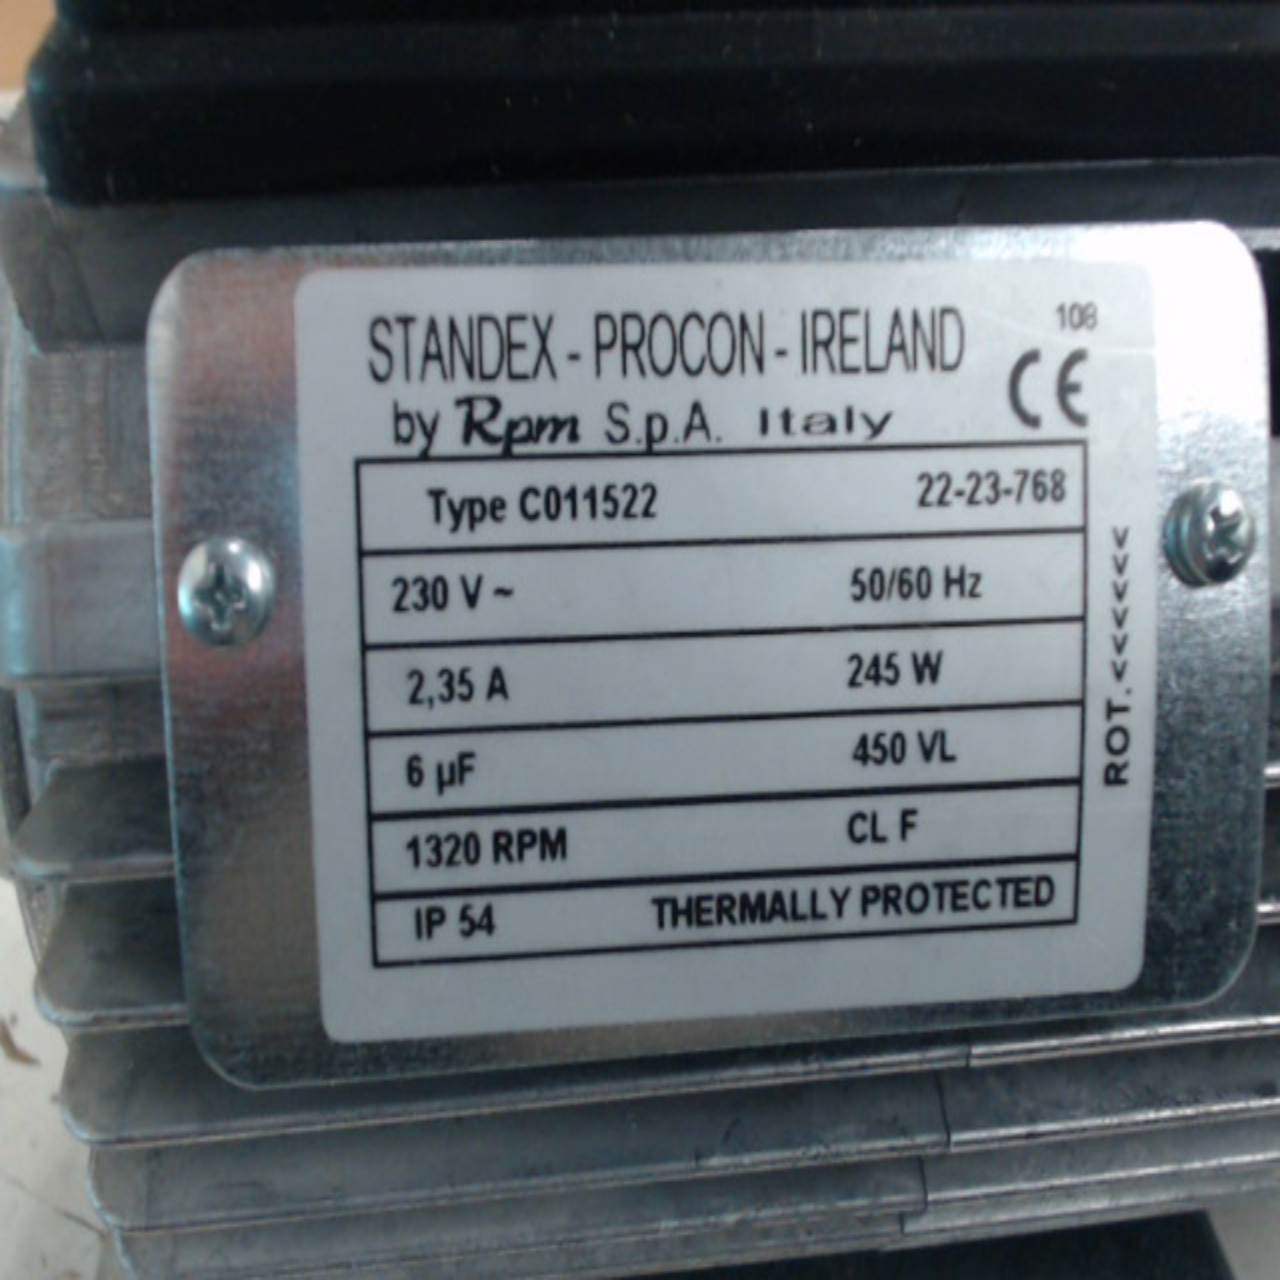 STANDEX - PROCON - IRELAND
108
by Rpm S.p.A. Italy
CE
Type C011522 22-23-768
230 V ~ 50/60 Hz
2,35 A 245 W
6 µF 450 VL
1320 RPM CL F
IP 54 THERMALLY PROTECTED
ROT. <<<<<<<